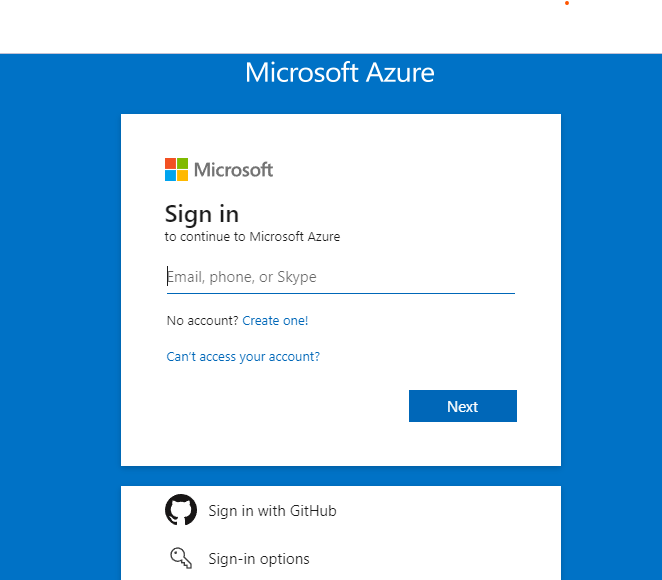 Microsoft Azure
Microsoft
Sign in
to continue to Microsoft Azure
Email, phone, or Skype
No account? Create one!
Can't access your account?
Next
Sign in with GitHub
Sign-in options